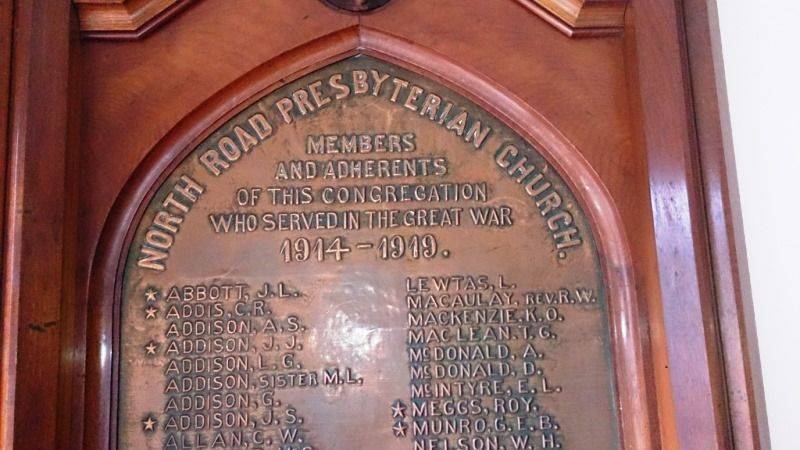 NORTH ROAD PRESBYTERIAN CHURCH.
MEMBERS
AND ADHERENTS
OF THIS CONGREGATION
WHO SERVED IN THE GREAT WAR
1914-1919.
★ ABBOTT, J.L.
★ ADDIS, C.R.
ADDISON, A.S.
★ ADDISON, J.J.
ADDISON, L.G.
ADDISON, SISTER M.L.
ADDISON, G.
★ ADDISON, J.S.
ALLAN, C.W.
LEWTAS, L.
MACAULAY, REV. R.W.
MACKENZIE, K.O.
MACLEAN, T.G.
McDONALD, A.
McDONALD, D.
McINTYRE, E.L.
★ MEGGS, ROY.
★ MUNRO, G.E.B.
NELSON, W.H.